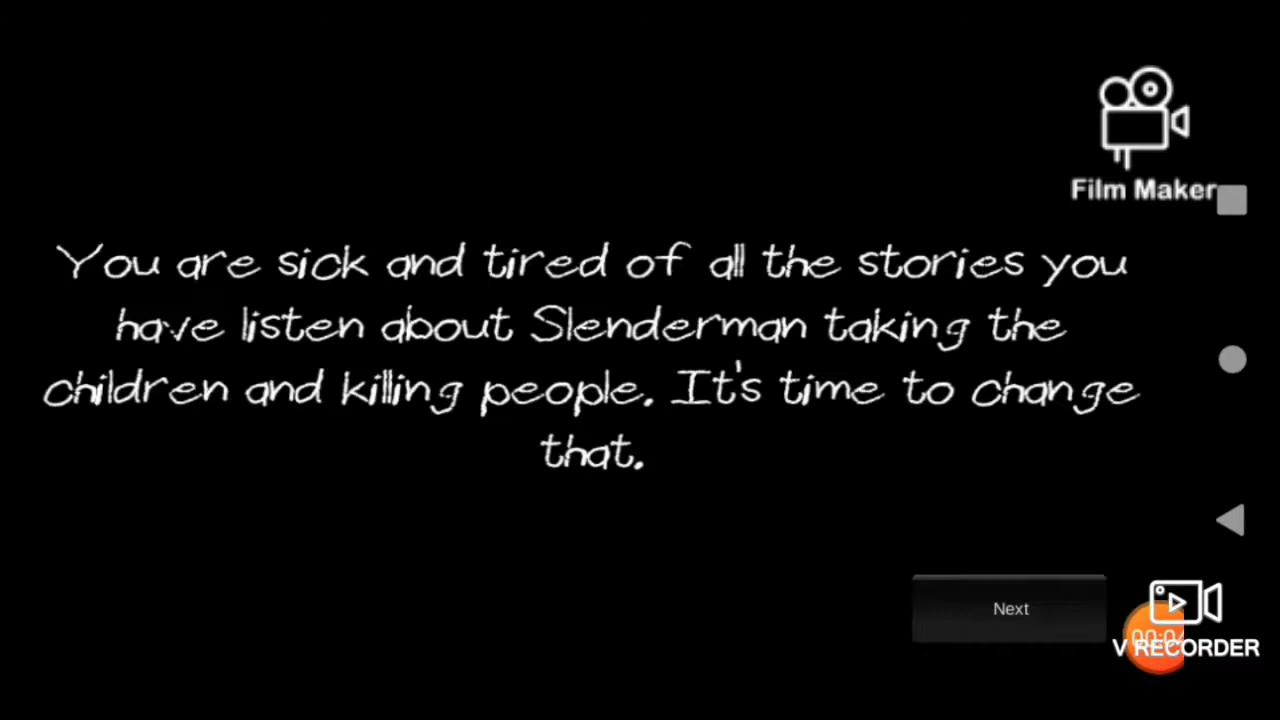 Film Maker
You are sick and tired of all the stories you
have listen about Slenderman taking the
children and killing people. It's time to change
that.
Next
V RECORDER